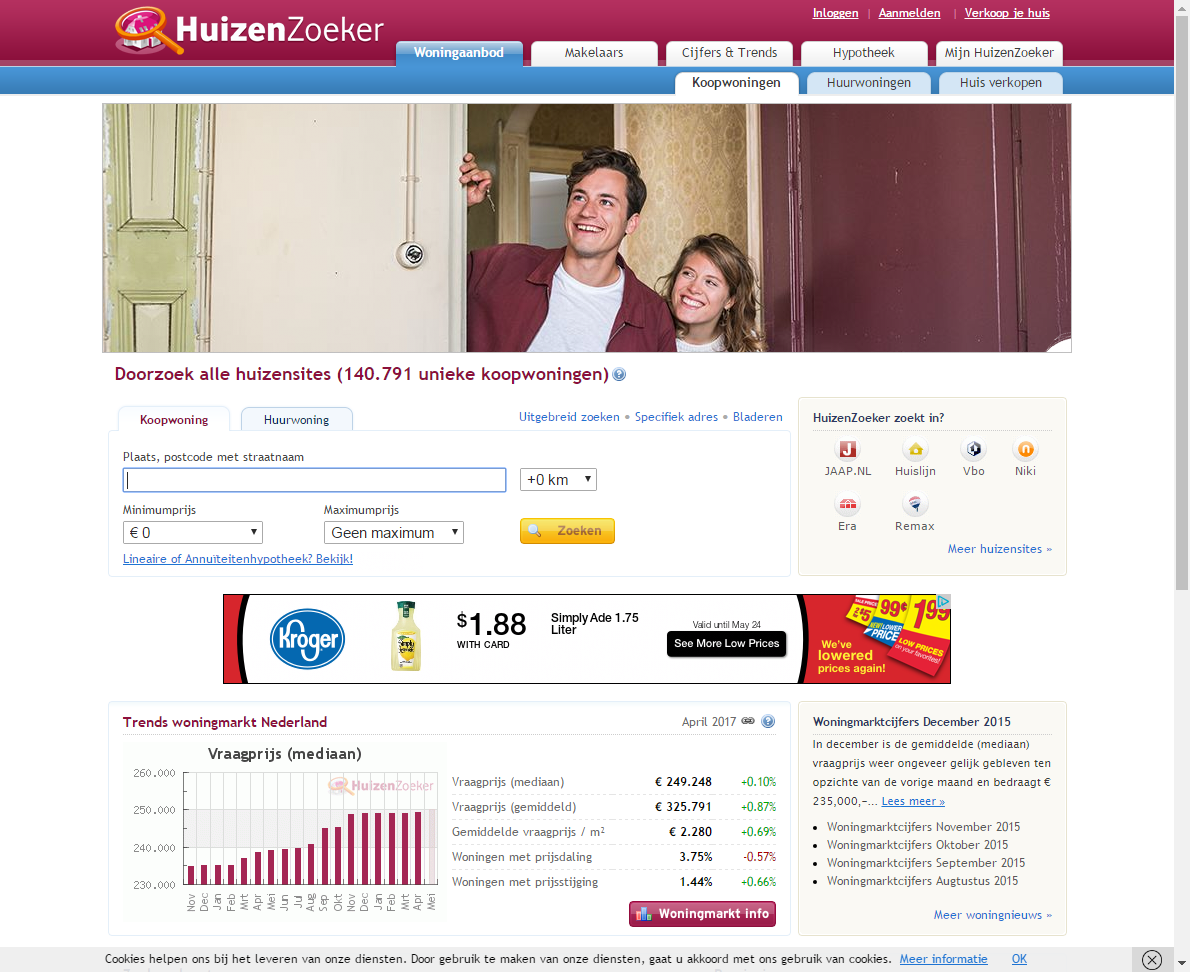 Inloggen | Aanmelden | Verkoop je huis
HuizenZoeker
Woningaanbod Makelaars Cijfers & Trends Hypotheek Mijn HuizenZoeker
Koopwoningen Huurwoningen Huis verkopen
Doorzoek alle huizensites (140.791 unieke koopwoningen) ?
Koopwoning Huurwoning Uitgebreid zoeken • Specifiek adres • Bladeren
Plaats, postcode met straatnaam
+0 km
Minimumprijs Maximumprijs
€ 0 Geen maximum Zoeken
Lineaire of Annuïteitenhypotheek? Bekijk!
HuizenZoeker zoekt in?
JAAP.NL Huislijn Vbo Niki
Era Remax
Meer huizensites »
Kroger
Simply
$1.88
WITH CARD
Simply Ade 1.75
Liter
Valid until May 24
See More Low Prices
We've
lowered
prices again!
2/$5 99¢ 199
NEW! LOWER
PRICE
LOW PRICES
on your favorites!
Trends woningmarkt Nederland April 2017 ?
Vraagprijs (mediaan)
HuizenZoeker
260.000
250.000
240.000
230.000
Nov Dec Jan Feb Mrt Apr Mei Jun Jul Aug Sep Okt Nov Dec Jan Feb Mrt Apr Mei
Vraagprijs (mediaan) € 249.248 +0.10%
Vraagprijs (gemiddeld) € 325.791 +0.87%
Gemiddelde vraagprijs / m² € 2.280 +0.69%
Woningen met prijsdaling 3.75% -0.57%
Woningen met prijsstijging 1.44% +0.66%
Woningmarkt info
Woningmarktcijfers December 2015
In december is de gemiddelde (mediaan)
vraagprijs weer ongeveer gelijk gebleven ten
opzichte van de vorige maand en bedraagt €
235,000,-... Lees meer »
• Woningmarktcijfers November 2015
• Woningmarktcijfers Oktober 2015
• Woningmarktcijfers September 2015
• Woningmarktcijfers Augtustus 2015
Meer woningnieuws »
Cookies helpen ons bij het leveren van onze diensten. Door gebruik te maken van onze diensten, gaat u akkoord met ons gebruik van cookies. Meer informatie OK